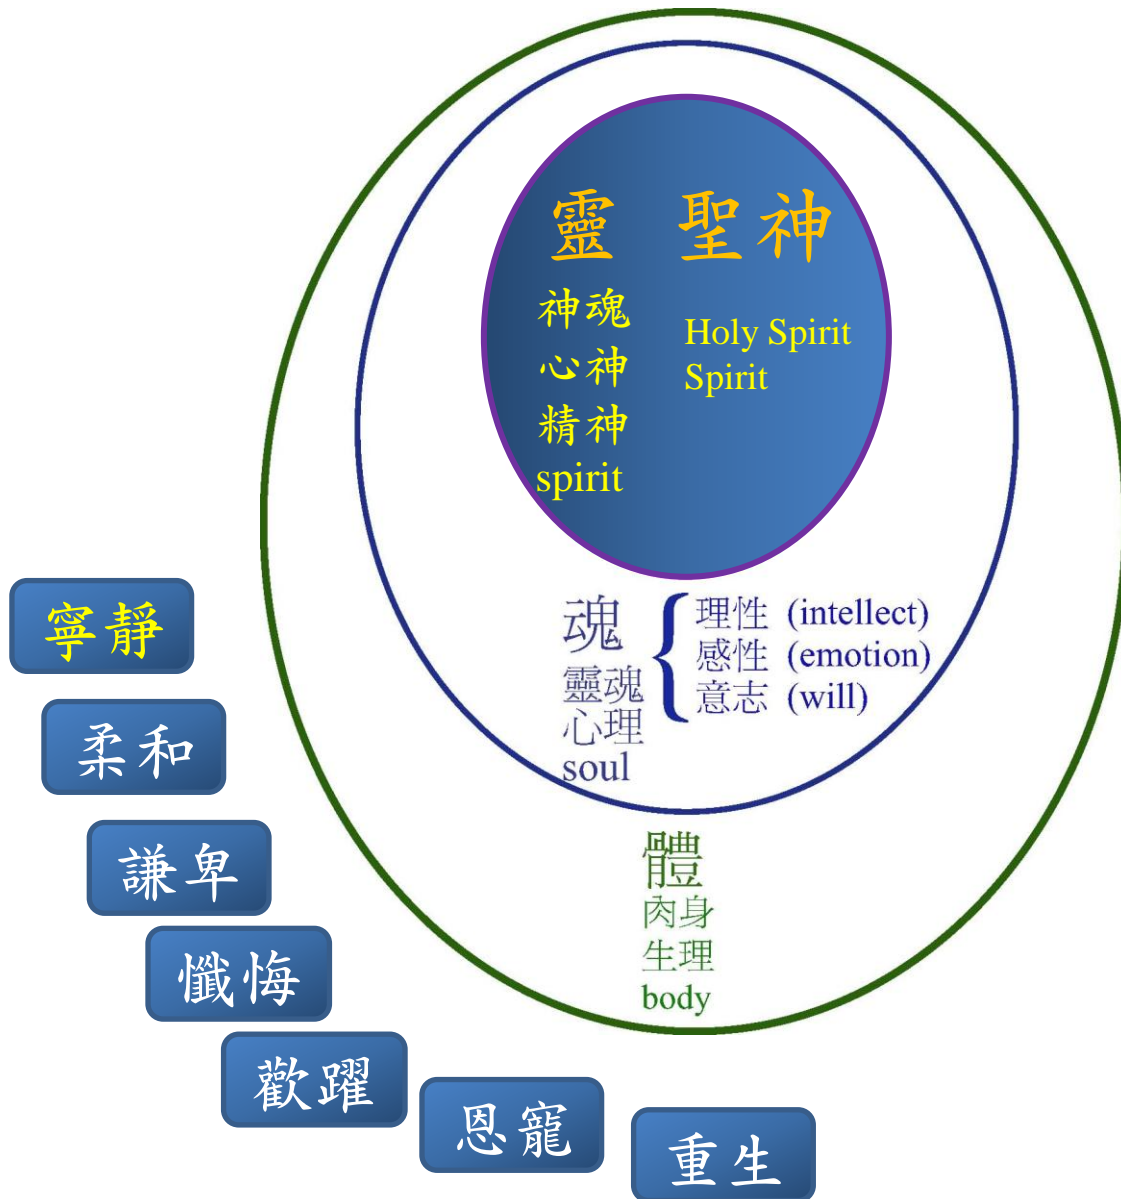 靈 聖神
神魂
心神
精神
spirit
Holy Spirit
Spirit
魂
靈魂
心理
soul
理性 (intellect)
感性 (emotion)
意志 (will)
體
肉身
生理
body
寧靜
柔和
謙卑
懺悔
歡躍
恩寵
重生